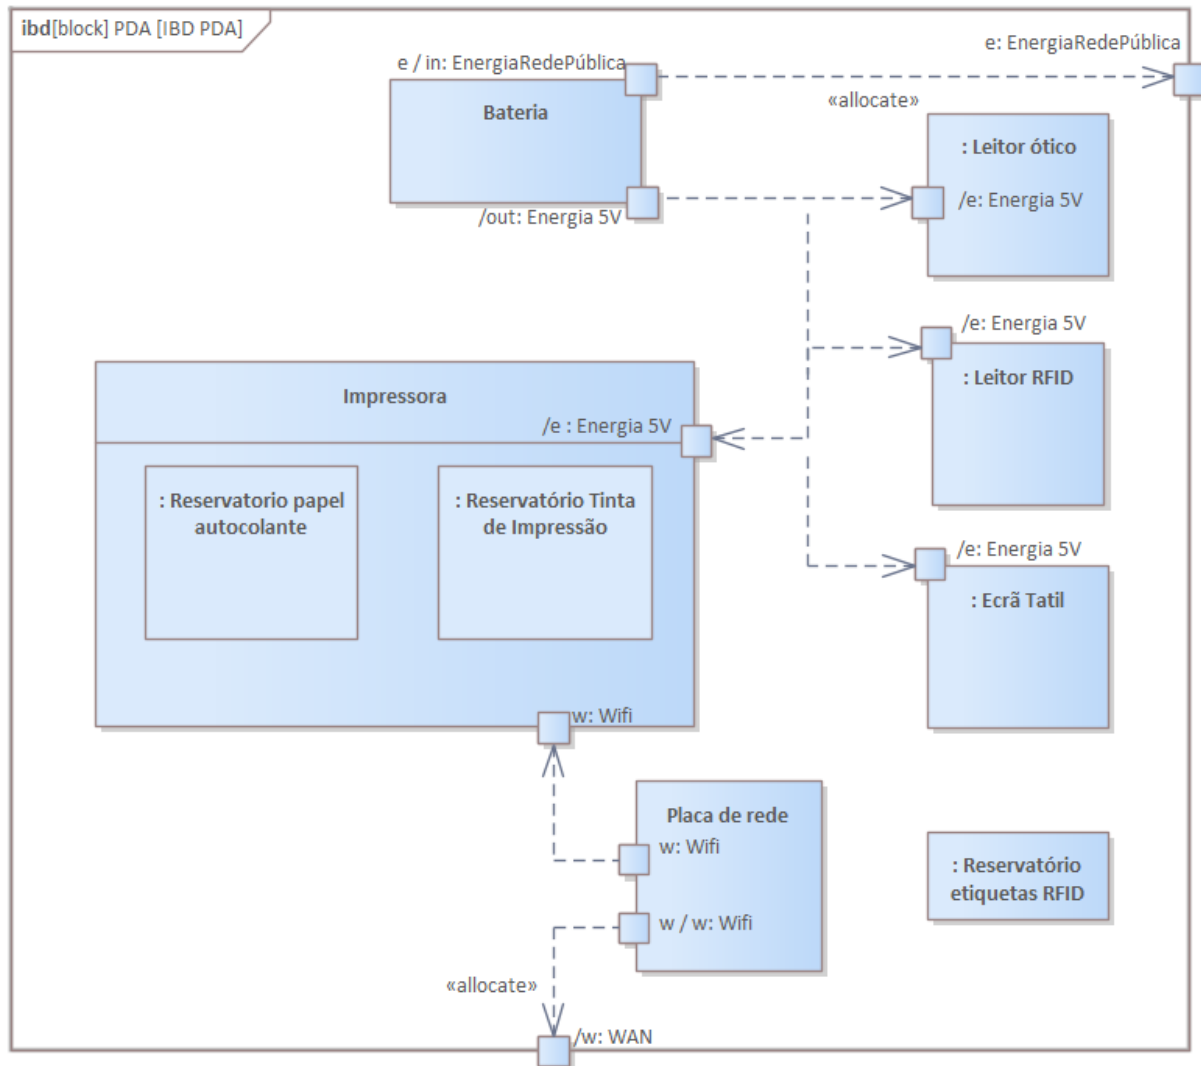 ibd[block] PDA [IBD PDA]
e: EnergiaRedePública
e / in: EnergiaRedePública
«allocate»
Bateria
: Leitor ótico
/e: Energia 5V
/out: Energia 5V
/e: Energia 5V
: Leitor RFID
Impressora
/e : Energia 5V
: Reservatorio papel
autocolante
: Reservatório Tinta
de Impressão
/e: Energia 5V
: Ecrã Tatil
w: Wifi
Placa de rede
w: Wifi
w / w: Wifi
: Reservatório
etiquetas RFID
«allocate»
/w: WAN